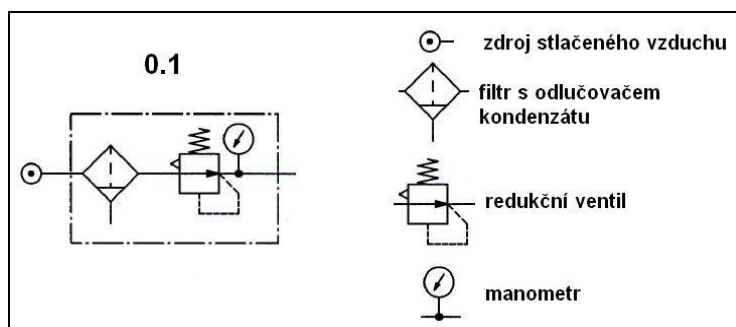 0.1
zdroj stlačeného vzduchu
filtr s odlučovačem
kondenzátu
redukční ventil
manometr